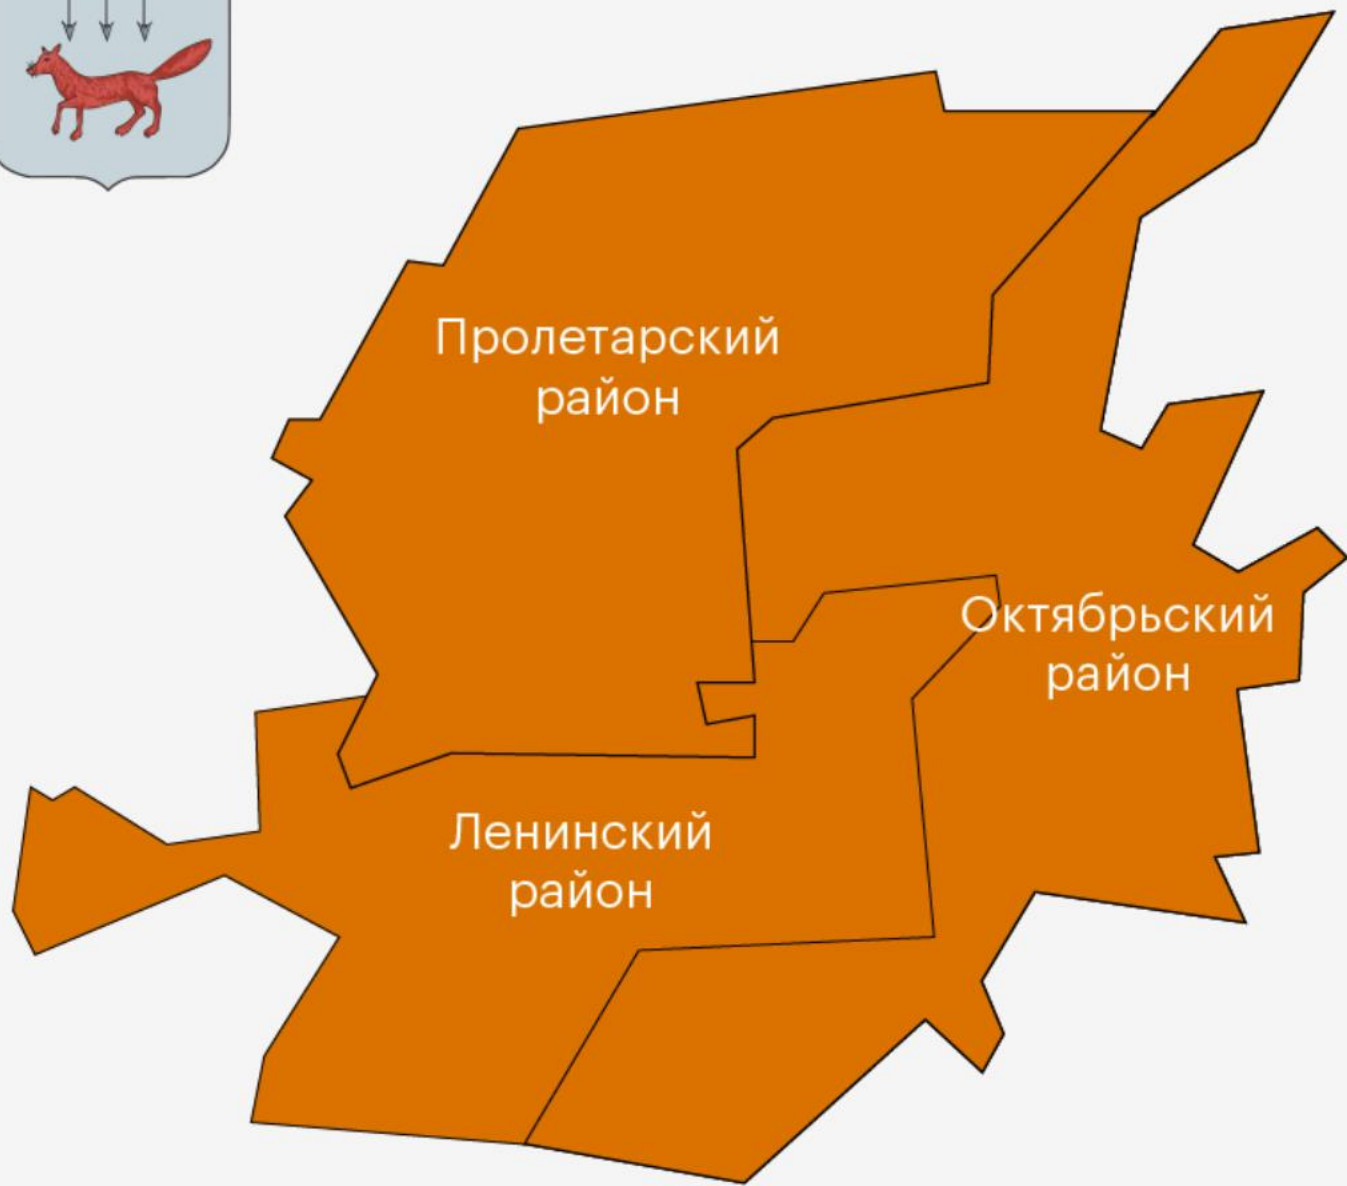 Пролетарский
район
Октябрьский
район
Ленинский
район